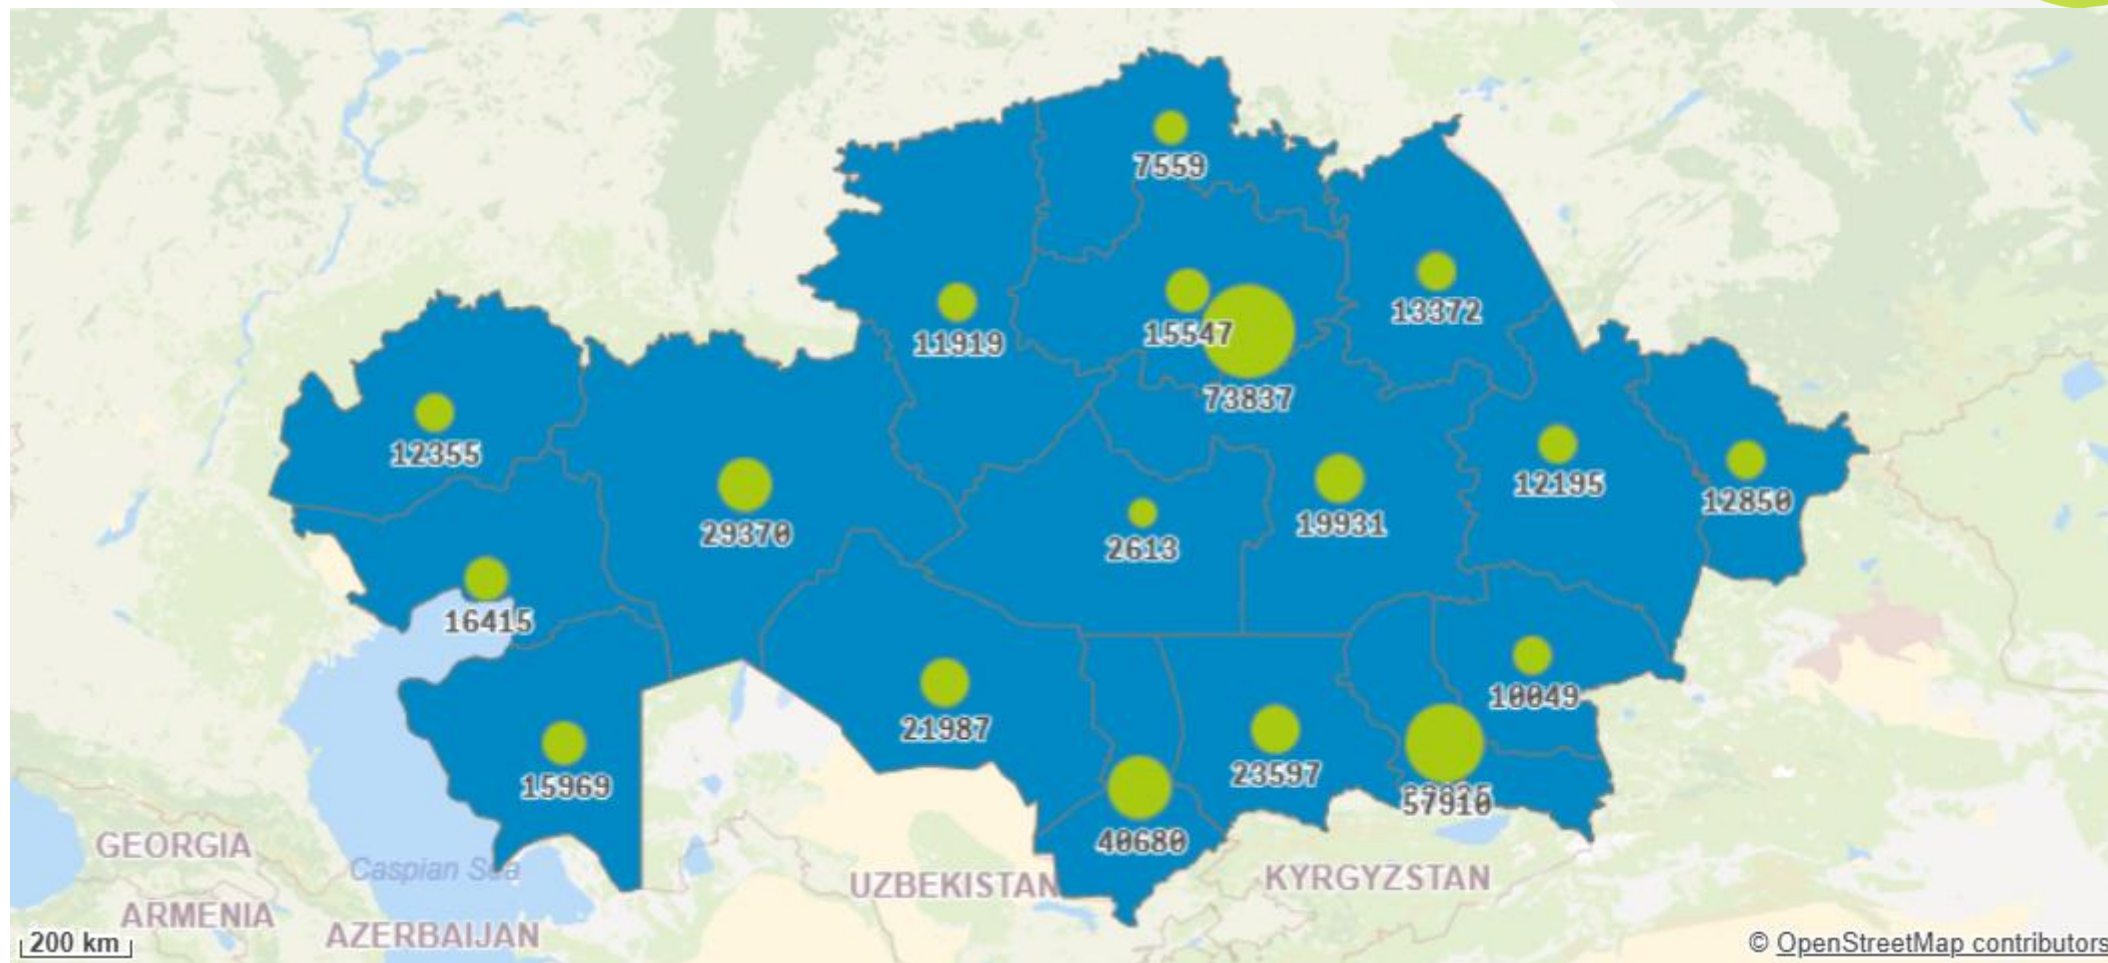 7559
13372
15547
11919
73837
12355
12195
12850
29370
19931
2613
16415
10049
21987
23597
15969
57910
40680
GEORGIA
Caspian Sea
UZBEKISTAN
KYRGYZSTAN
ARMENIA
AZERBAIJAN
200 km
© OpenStreetMap contributors